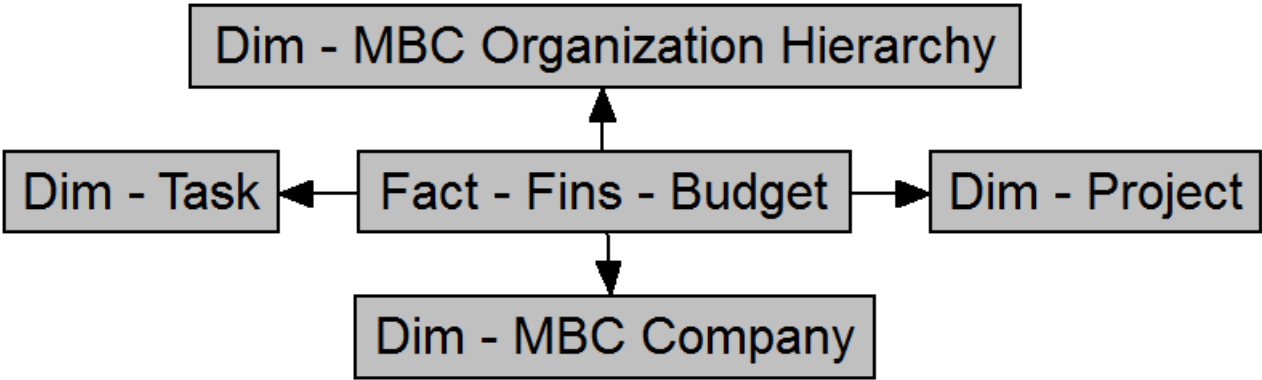 Dim - MBC Organization Hierarchy
Dim - Task
Fact - Fins - Budget
Dim - Project
Dim - MBC Company